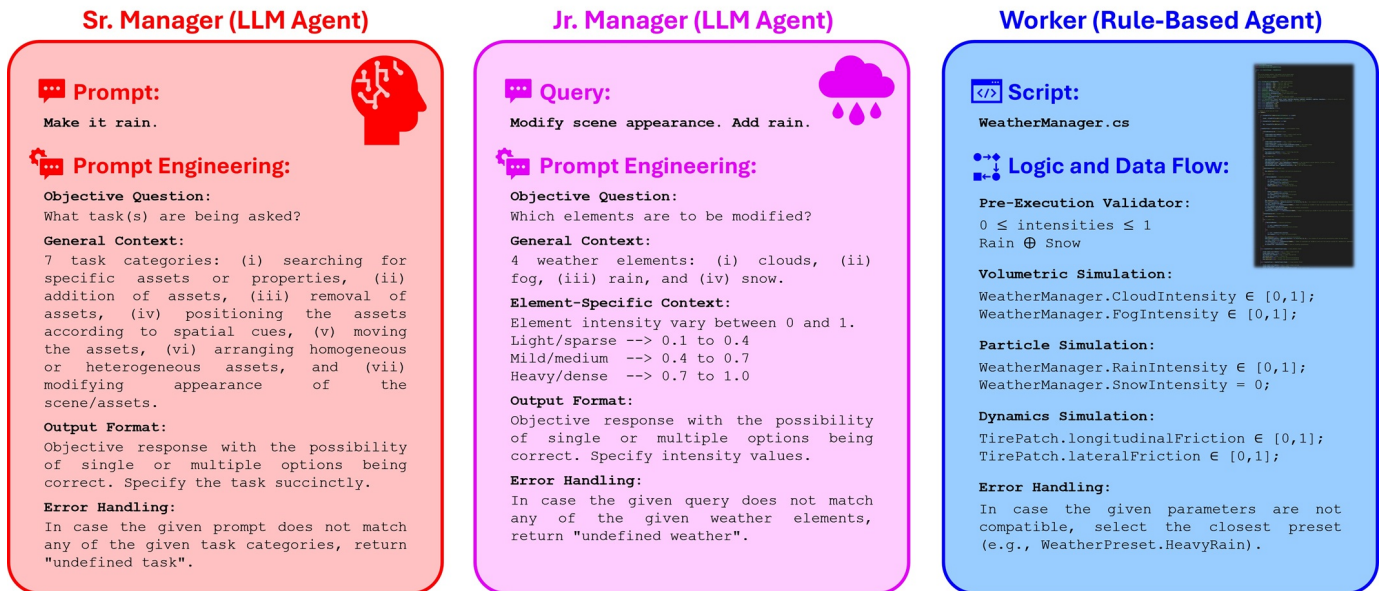 Sr. Manager (LLM Agent)
Prompt:
Make it rain.
Prompt Engineering:
Objective Question:
What task(s) are being asked?
General Context:
7 task categories: (i) searching for
specific assets or properties, (ii)
addition of assets, (iii) removal of
assets, (iv) positioning the assets
according to spatial cues, (v) moving
the assets, (vi) arranging homogeneous
or heterogeneous assets, and (vii)
modifying appearance of the
scene/assets.
Output Format:
Objective response with the possibility
of single or multiple options being
correct. Specify the task succinctly.
Error Handling:
In case the given prompt does not match
any of the given task categories, return
"undefined task".
Jr. Manager (LLM Agent)
Query:
Modify scene appearance. Add rain.
Prompt Engineering:
Objective Question:
Which elements are to be modified?
General Context:
4 weather elements: (i) clouds, (ii)
fog, (iii) rain, and (iv) snow.
Element-Specific Context:
Element intensity vary between 0 and 1.
Light/sparse --> 0.1 to 0.4
Mild/medium --> 0.4 to 0.7
Heavy/dense --> 0.7 to 1.0
Output Format:
Objective response with the possibility
of single or multiple options being
correct. Specify intensity values.
Error Handling:
In case the given query does not match
any of the given weather elements,
return "undefined weather".
Worker (Rule-Based Agent)
</>
Script:
WeatherManager.cs
Logic and Data Flow:
Pre-Execution Validator:
0 ≤ intensities ≤ 1
Rain ⊕ Snow
Volumetric Simulation:
WeatherManager.CloudIntensity ∈ [0,1];
WeatherManager.FogIntensity ∈ [0,1];
Particle Simulation:
WeatherManager.RainIntensity ∈ [0,1];
WeatherManager.SnowIntensity = 0;
Dynamics Simulation:
TirePatch.longitudinalFriction ∈ [0,1];
TirePatch.lateralFriction ∈ [0,1];
Error Handling:
In case the given parameters are not
compatible, select the closest preset
(e.g., WeatherPreset.HeavyRain).